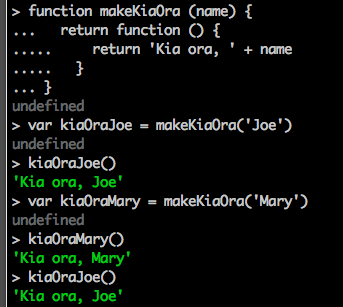 > function makeKiaOra (name) {
...   return function () {
.....     return 'Kia ora, ' + name
.....   }
... }
undefined
> var kiaOraJoe = makeKiaOra('Joe')
undefined
> kiaOraJoe()
'Kia ora, Joe'
> var kiaOraMary = makeKiaOra('Mary')
undefined
> kiaOraMary()
'Kia ora, Mary'
> kiaOraJoe()
'Kia ora, Joe'